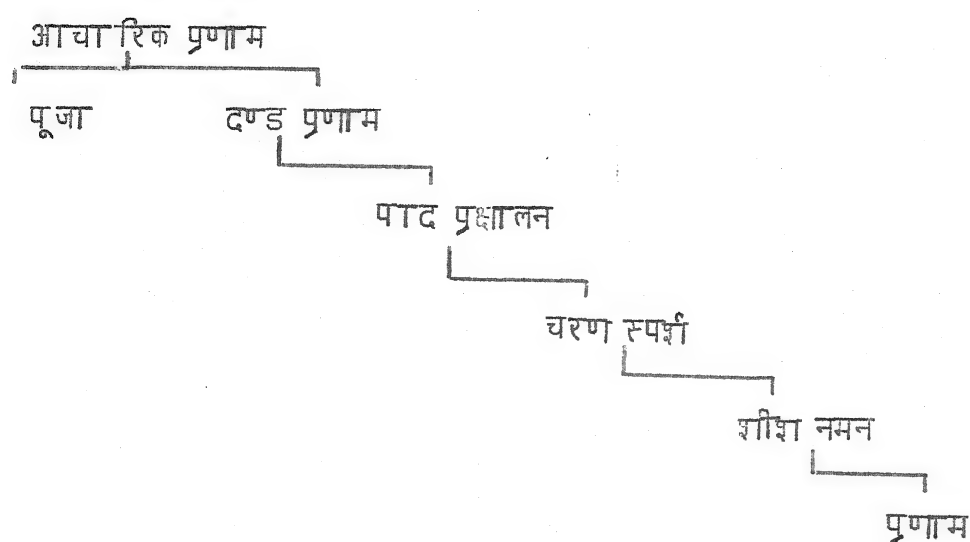 आचारिक प्रणाम
पूजा दण्ड प्रणाम
पाद प्रक्षालन
चरण स्पर्श
शीश नमन
प्रणाम